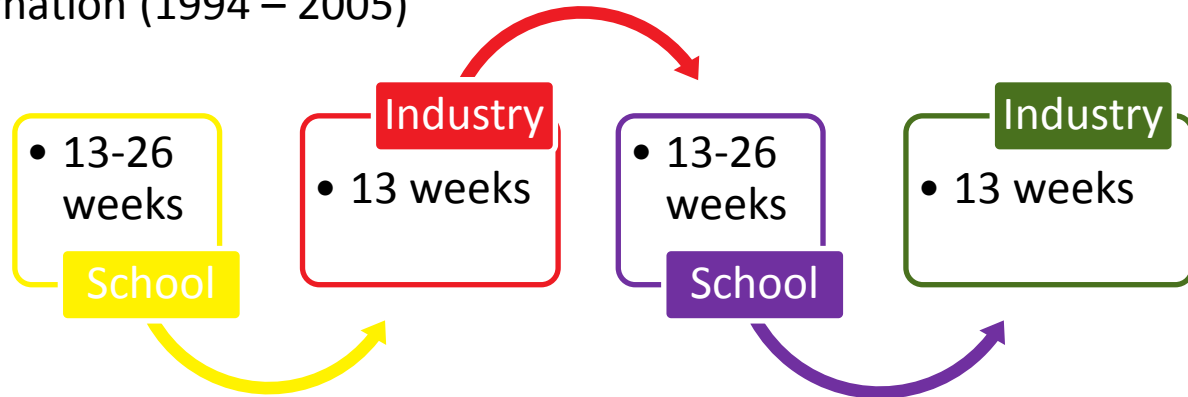 nation (1994 – 2005)
• 13-26
weeks
School
Industry
• 13 weeks
• 13-26
weeks
School
Industry
• 13 weeks